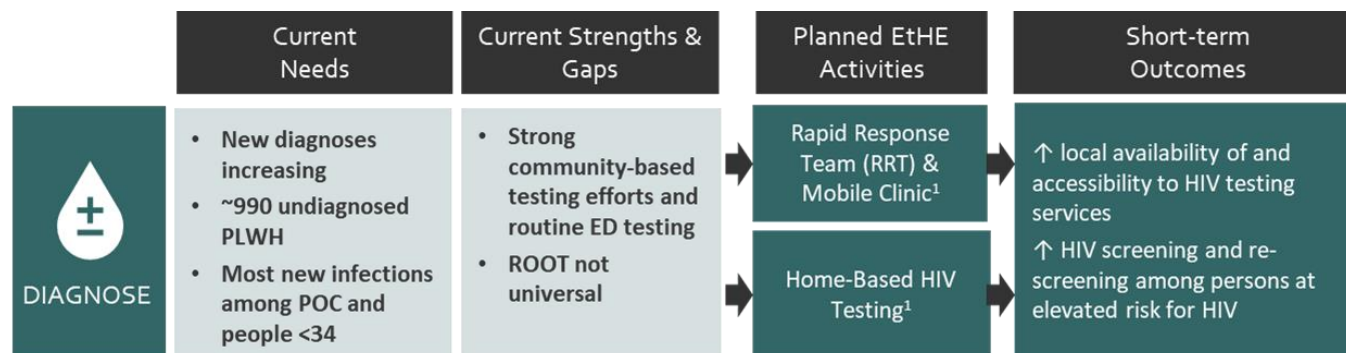 Current
Needs
Current Strengths &
Gaps
Planned EtHE
Activities
Short-term
Outcomes
±
DIAGNOSE
• New diagnoses
increasing
• ~990 undiagnosed
PLWH
• Most new infections
among POC and
people <34
• Strong
community-based
testing efforts and
routine ED testing
• ROOT not
universal
Rapid Response
Team (RRT) &
Mobile Clinic¹
Home-Based HIV
Testing¹
↑ local availability of and
accessibility to HIV testing
services
↑ HIV screening and re-
screening among persons at
elevated risk for HIV